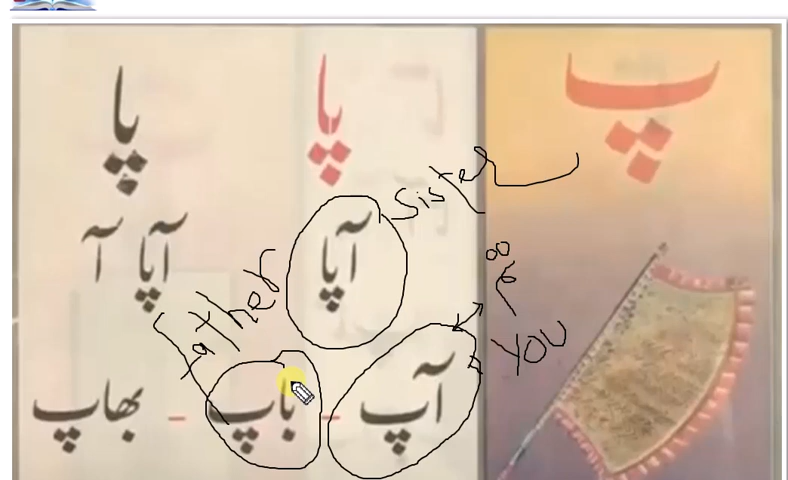 پ پا پا
Sister
آپا آپا آ
father
YOU
آپ - باپ - بھاپ